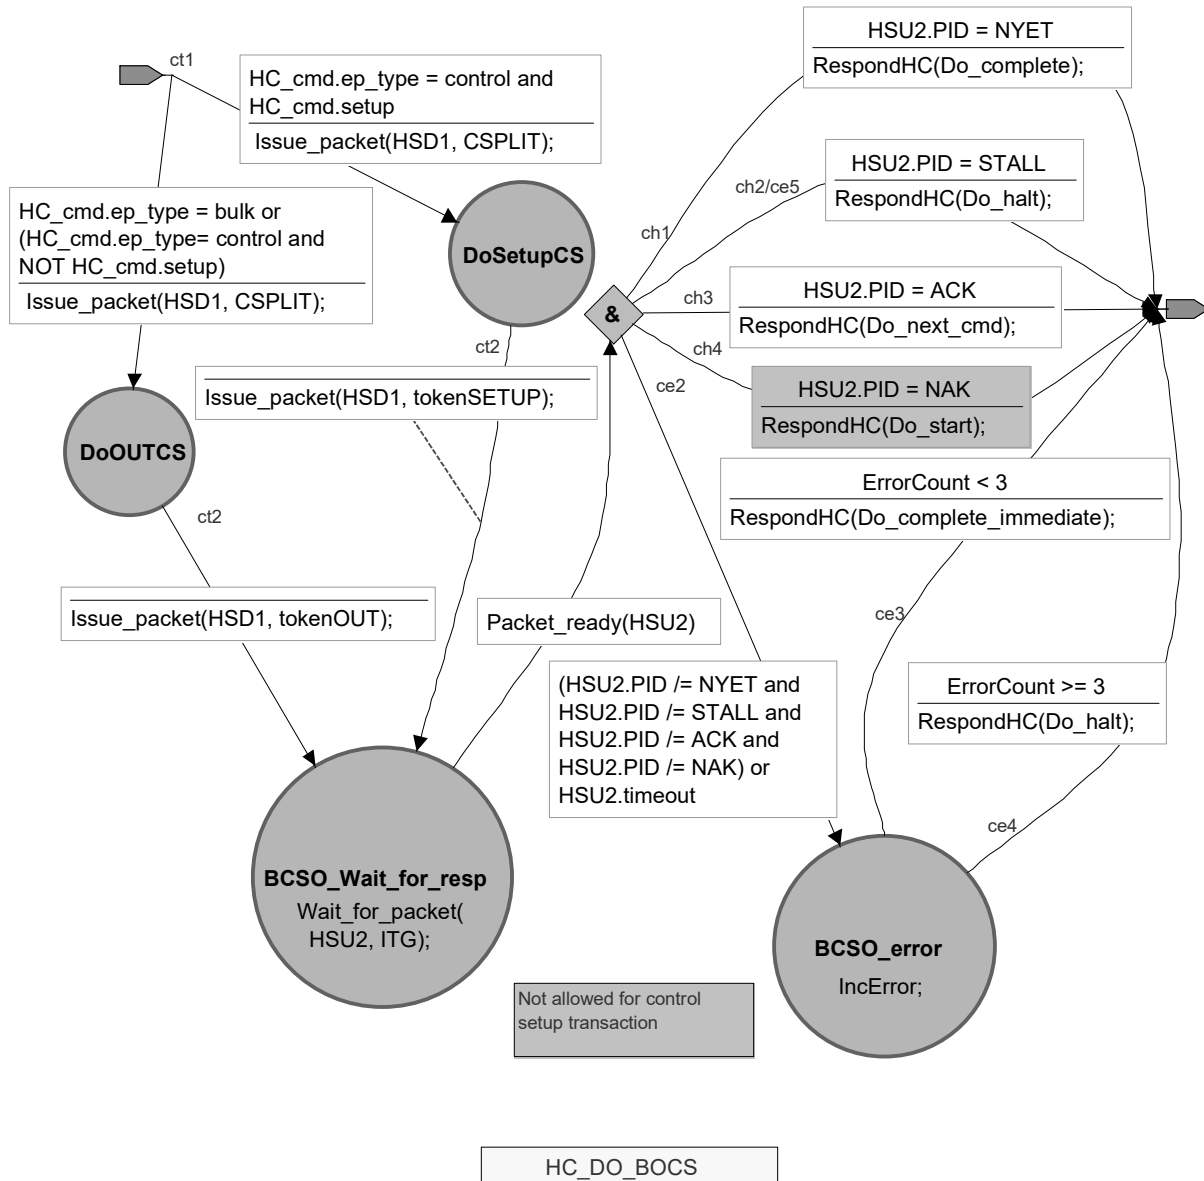 ct1
HC_cmd.ep_type = control and
HC_cmd.setup
Issue_packet(HSD1, CSPLIT);
HC_cmd.ep_type = bulk or
(HC_cmd.ep_type= control and
NOT HC_cmd.setup)
Issue_packet(HSD1, CSPLIT);
DoSetupCS
DoOUTCS
ct2
Issue_packet(HSD1, tokenSETUP);
ct2
Issue_packet(HSD1, tokenOUT);
BCSO_Wait_for_resp
Wait_for_packet(
HSU2, ITG);
Packet_ready(HSU2)
&
ch1
HSU2.PID = NYET
RespondHC(Do_complete);
ch2/ce5
HSU2.PID = STALL
RespondHC(Do_halt);
ch3
HSU2.PID = ACK
RespondHC(Do_next_cmd);
ch4
HSU2.PID = NAK
RespondHC(Do_start);
ce2
(HSU2.PID /= NYET and
HSU2.PID /= STALL and
HSU2.PID /= ACK and
HSU2.PID /= NAK) or
HSU2.timeout
ErrorCount < 3
RespondHC(Do_complete_immediate);
ce3
ErrorCount >= 3
RespondHC(Do_halt);
ce4
BCSO_error
IncError;
Not allowed for control
setup transaction
HC_DO_BOCS